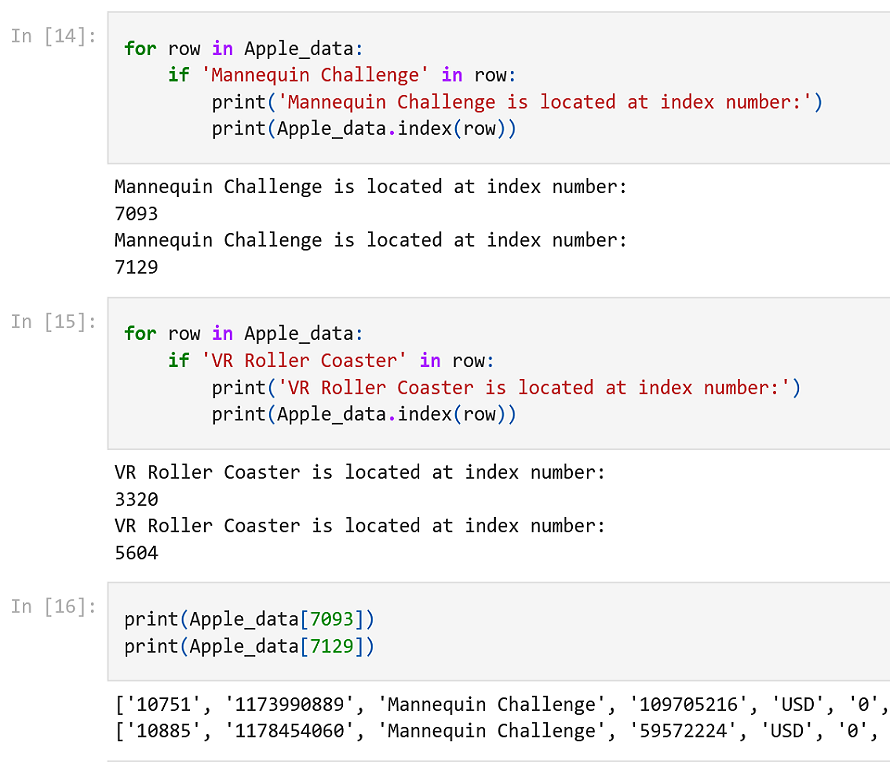 In [14]:
for row in Apple_data:
    if 'Mannequin Challenge' in row:
        print('Mannequin Challenge is located at index number:')
        print(Apple_data.index(row))
Mannequin Challenge is located at index number:
7093
Mannequin Challenge is located at index number:
7129
In [15]:
for row in Apple_data:
    if 'VR Roller Coaster' in row:
        print('VR Roller Coaster is located at index number:')
        print(Apple_data.index(row))
VR Roller Coaster is located at index number:
3320
VR Roller Coaster is located at index number:
5604
In [16]:
print(Apple_data[7093])
print(Apple_data[7129])
['10751', '1173990889', 'Mannequin Challenge', '109705216', 'USD', '0',
['10885', '1178454060', 'Mannequin Challenge', '59572224', 'USD', '0',